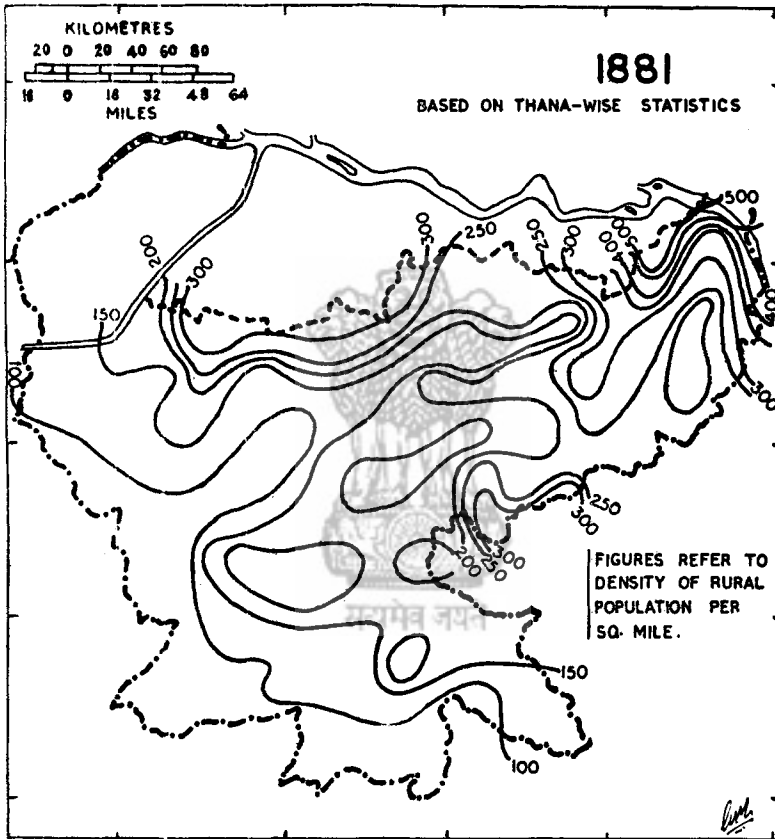 KILOMETRES
20 0 20 40 60 80
16 0 16 32 48 64
MILES
1881
BASED ON THANA-WISE STATISTICS
500
200
300
300
250
250
300
400
500
150
400
100
300
250
300
200
250
300
FIGURES REFER TO
DENSITY OF RURAL
POPULATION PER
SQ. MILE.
सत्यमेव जयते
150
100